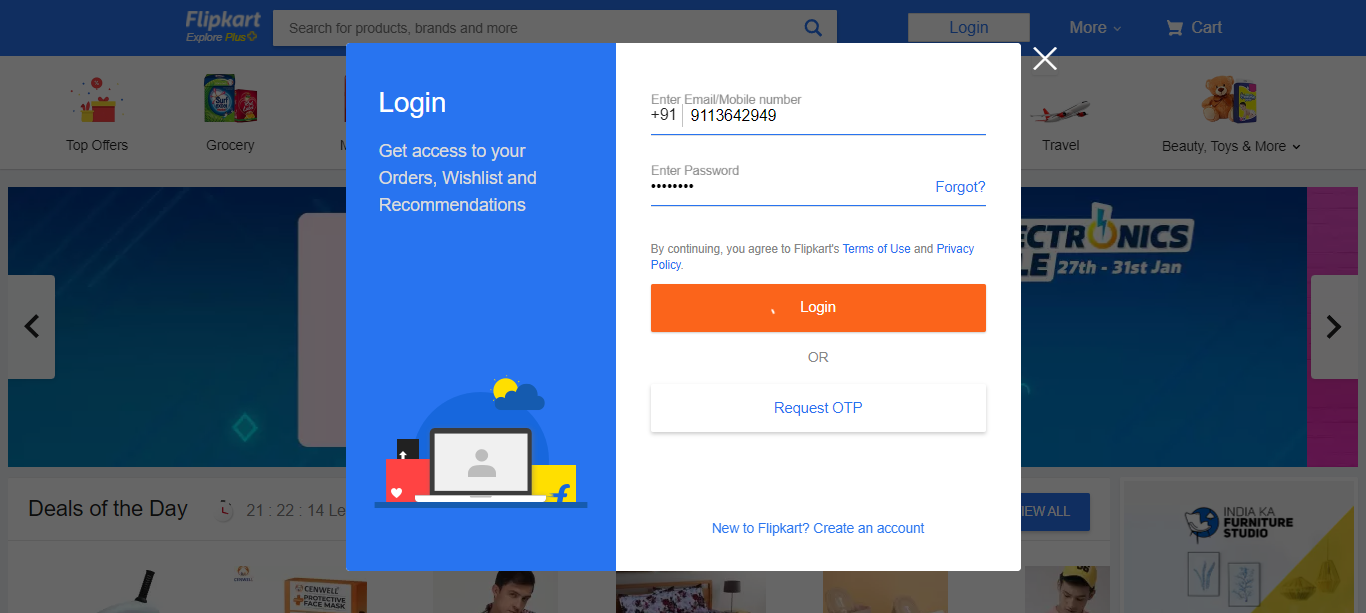 Flipkart
Explore Plus
Search for products, brands and more
Login
More
Cart
Top Offers
Grocery
Travel
Beauty, Toys & More
Login
Get access to your
Orders, Wishlist and
Recommendations
Enter Email/Mobile number
+91 9113642949
Enter Password
••••••••
Forgot?
By continuing, you agree to Flipkart's Terms of Use and Privacy
Policy.
Login
OR
Request OTP
New to Flipkart? Create an account
27th - 31st Jan
Deals of the Day
21 : 22 : 14
ALL
INDIA KA
FURNITURE
STUDIO
CENWELL
CENWELL
PROTECTIVE
FACE MASK